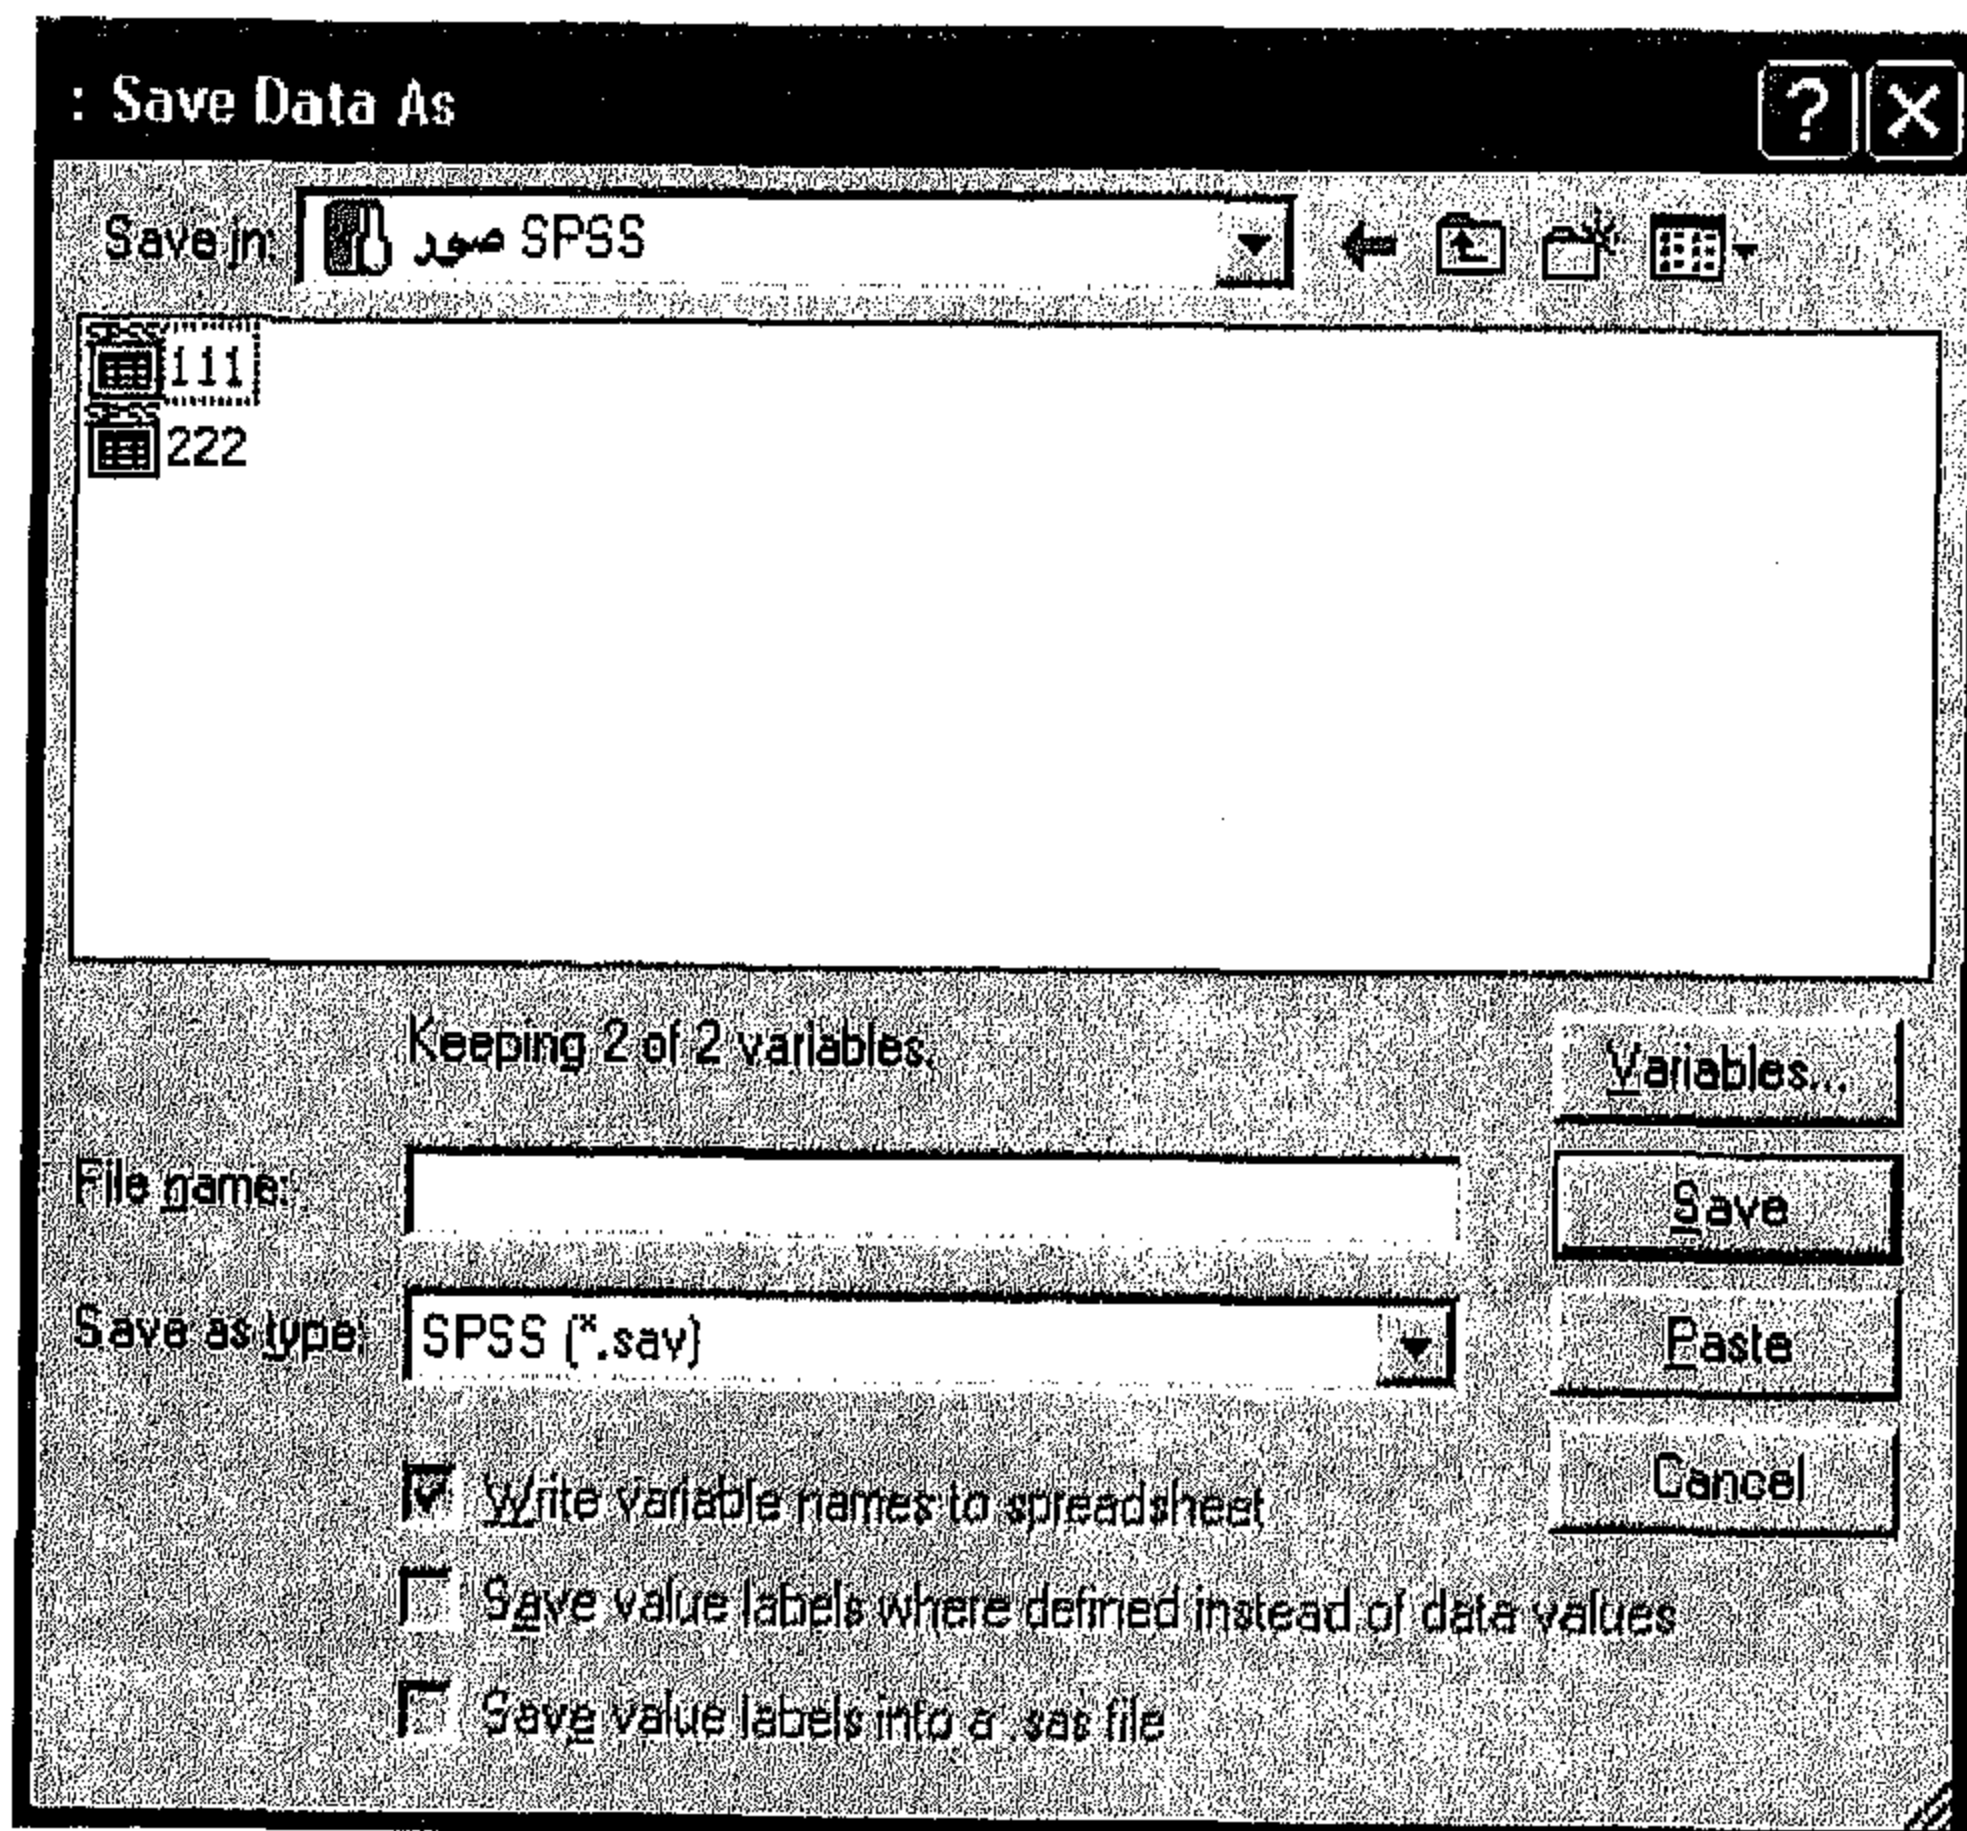 : Save Data As
Save in: صور SPSS
111
222
Keeping 2 of 2 variables.
Variables...
File name:
Save
Save as type: SPSS (*.sav)
Paste
Write variable names to spreadsheet
Cancel
Save value labels where defined instead of data values
Save value labels into a .sas file